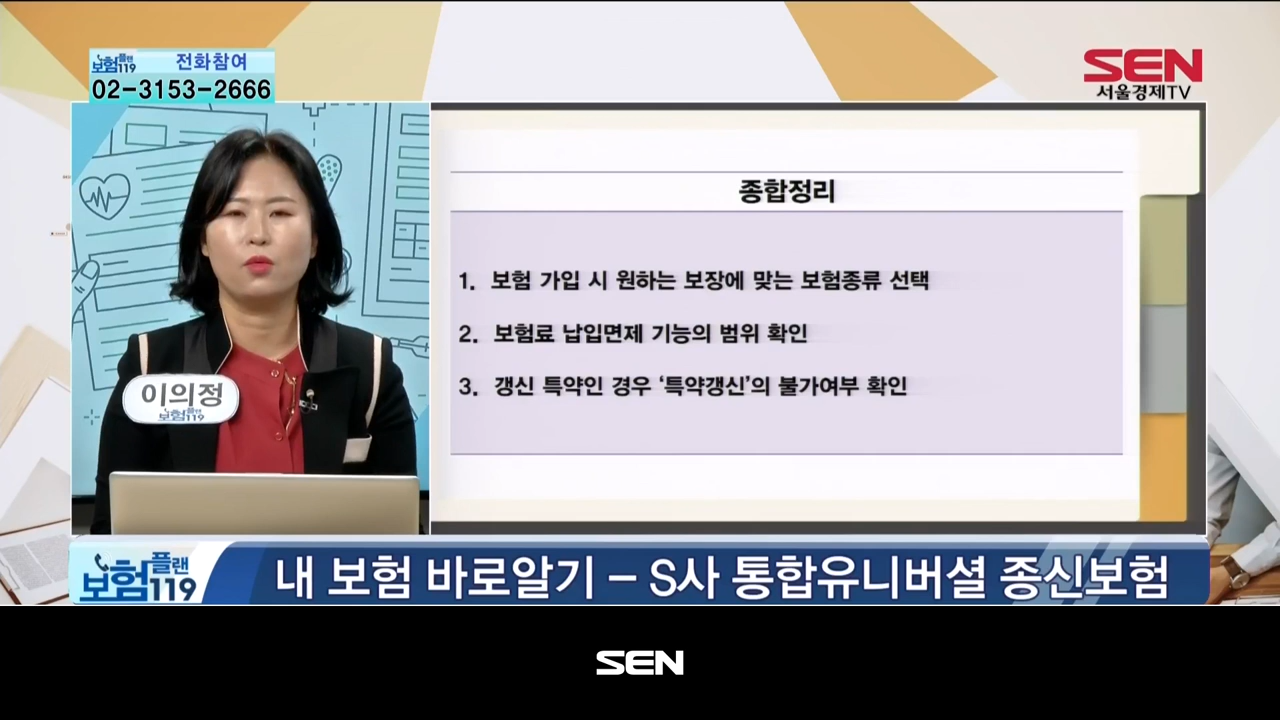 보험플랜119
전화참여
02-3153-2666
SEN
서울경제TV
종합정리
1. 보험 가입 시 원하는 보장에 맞는 보험종류 선택
2. 보험료 납입면제 기능의 범위 확인
3. 갱신 특약인 경우 ‘특약갱신’의 불가여부 확인
이의정
보험플랜119
보험플랜119
내 보험 바로알기 – S사 통합유니버셜 종신보험
SEN